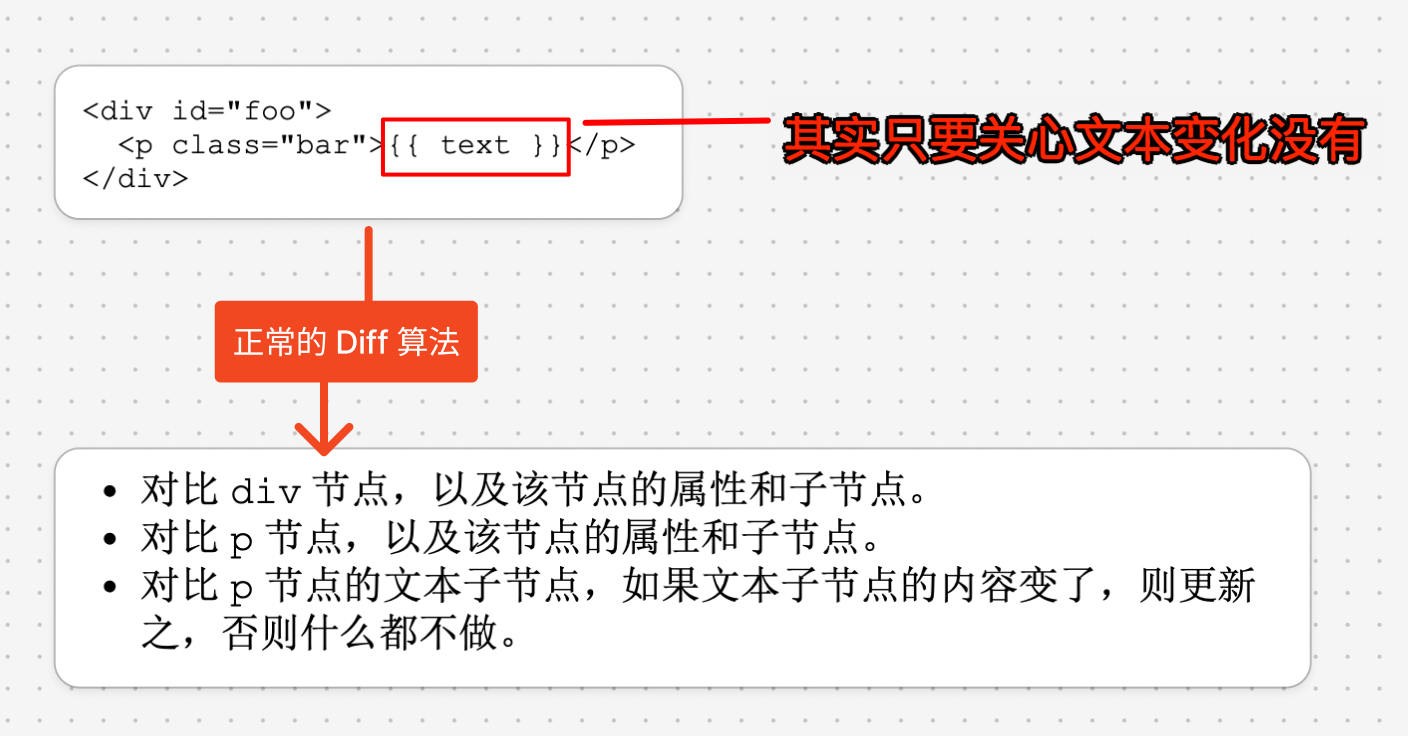 <div id="foo">
<p class="bar">{{ text }}</p>
</div>
其实只要关心文本变化没有
正常的 Diff 算法
• 对比 div 节点，以及该节点的属性和子节点。
• 对比 p 节点，以及该节点的属性和子节点。
• 对比 p 节点的文本子节点，如果文本子节点的内容变了，则更新
之，否则什么都不做。